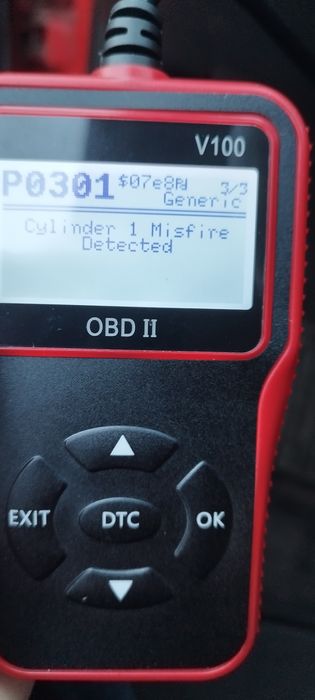 V100
P0301 $07e8 3/3
Generic
Cylinder 1 Misfire
Detected
OBD II
EXIT DTC OK